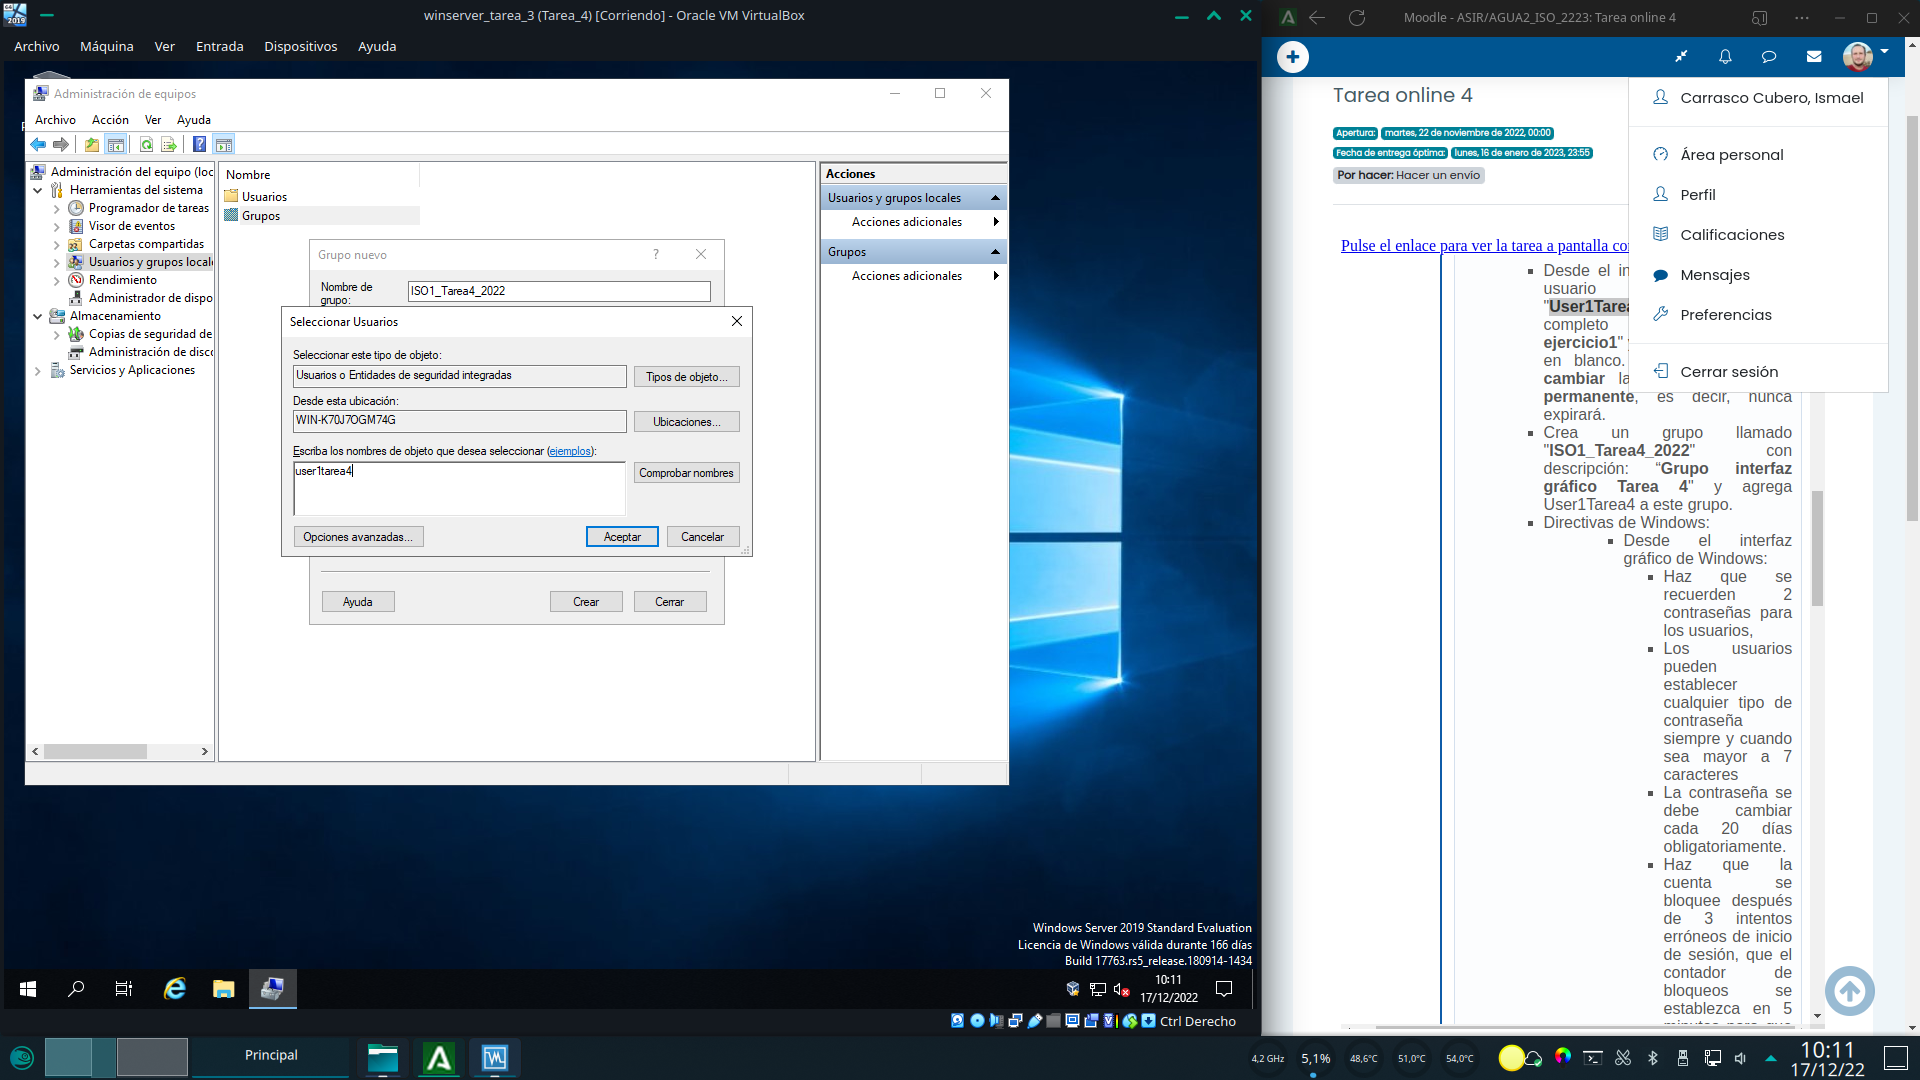 winserver_tarea_3 (Tarea_4) [Corriendo] - Oracle VM VirtualBox
Archivo Máquina Ver Entrada Dispositivos Ayuda
Administración de equipos
Archivo Acción Ver Ayuda
Administración del equipo (loc
Herramientas del sistema
Programador de tareas
Visor de eventos
Carpetas compartidas
Usuarios y grupos local
Rendimiento
Administrador de dispo
Almacenamiento
Copias de seguridad de
Administración de disc
Servicios y Aplicaciones
Nombre
Usuarios
Grupos
Acciones
Usuarios y grupos locales
Acciones adicionales
Grupos
Acciones adicionales
Grupo nuevo
?
Nombre de grupo:
ISO1_Tarea4_2022
Seleccionar Usuarios
Seleccionar este tipo de objeto:
Usuarios o Entidades de seguridad integradas
Tipos de objeto...
Desde esta ubicación:
WIN-K70J7OGM74G
Ubicaciones...
Escriba los nombres de objeto que desea seleccionar (ejemplos):
user1tarea4
Comprobar nombres
Opciones avanzadas...
Aceptar
Cancelar
Ayuda
Crear
Cerrar
Windows Server 2019 Standard Evaluation
Licencia de Windows válida durante 166 días
Build 17763.rs5_release.180914-1434
10:11
17/12/2022
Ctrl Derecho
Moodle - ASIR/AGUA2_ISO_2223: Tarea online 4
Tarea online 4
Apertura: martes, 22 de noviembre de 2022, 00:00
Fecha de entrega óptima: lunes, 16 de enero de 2023, 23:55
Por hacer: Hacer un envío
Carrasco Cubero, Ismael
Área personal
Perfil
Calificaciones
Mensajes
Preferencias
Cerrar sesión
Pulse el enlace para ver la tarea a pantalla co
Desde el in
usuario
"User1Tarea
completo
ejercicio1"
en blanco.
cambiar la
permanente, es decir, nunca
expirará.
Crea un grupo llamado
"ISO1_Tarea4_2022" con
descripción: “Grupo interfaz
gráfico Tarea 4" y agrega
User1Tarea4 a este grupo.
Directivas de Windows:
Desde el interfaz
gráfico de Windows:
Haz que se
recuerden 2
contraseñas para
los usuarios,
Los usuarios
pueden
establecer
cualquier tipo de
contraseña
siempre y cuando
sea mayor a 7
caracteres
La contraseña se
debe cambiar
cada 20 días
obligatoriamente.
Haz que la
cuenta se
bloquee después
de 3 intentos
erróneos de inicio
de sesión, que el
contador de
bloqueos se
establezca en 5
Principal
4,2 GHz
5,1%
48,6°C
51,0°C
54,0°C
10:11
17/12/22